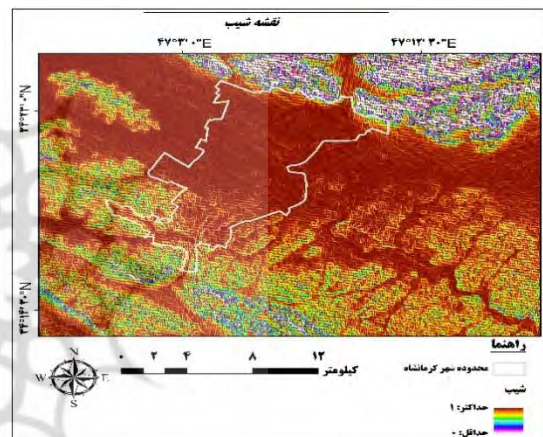 نقشه شیب
۴۷°۳'۰"E
۴۷°۱۲'۳۰"E
N
W
E
S
۰ ۲ ۴ ۸ ۱۲
کیلومتر
راهنما
محدوده شهر کرمانشاه
شیب
حداکثر: ۱
حداقل: ۰